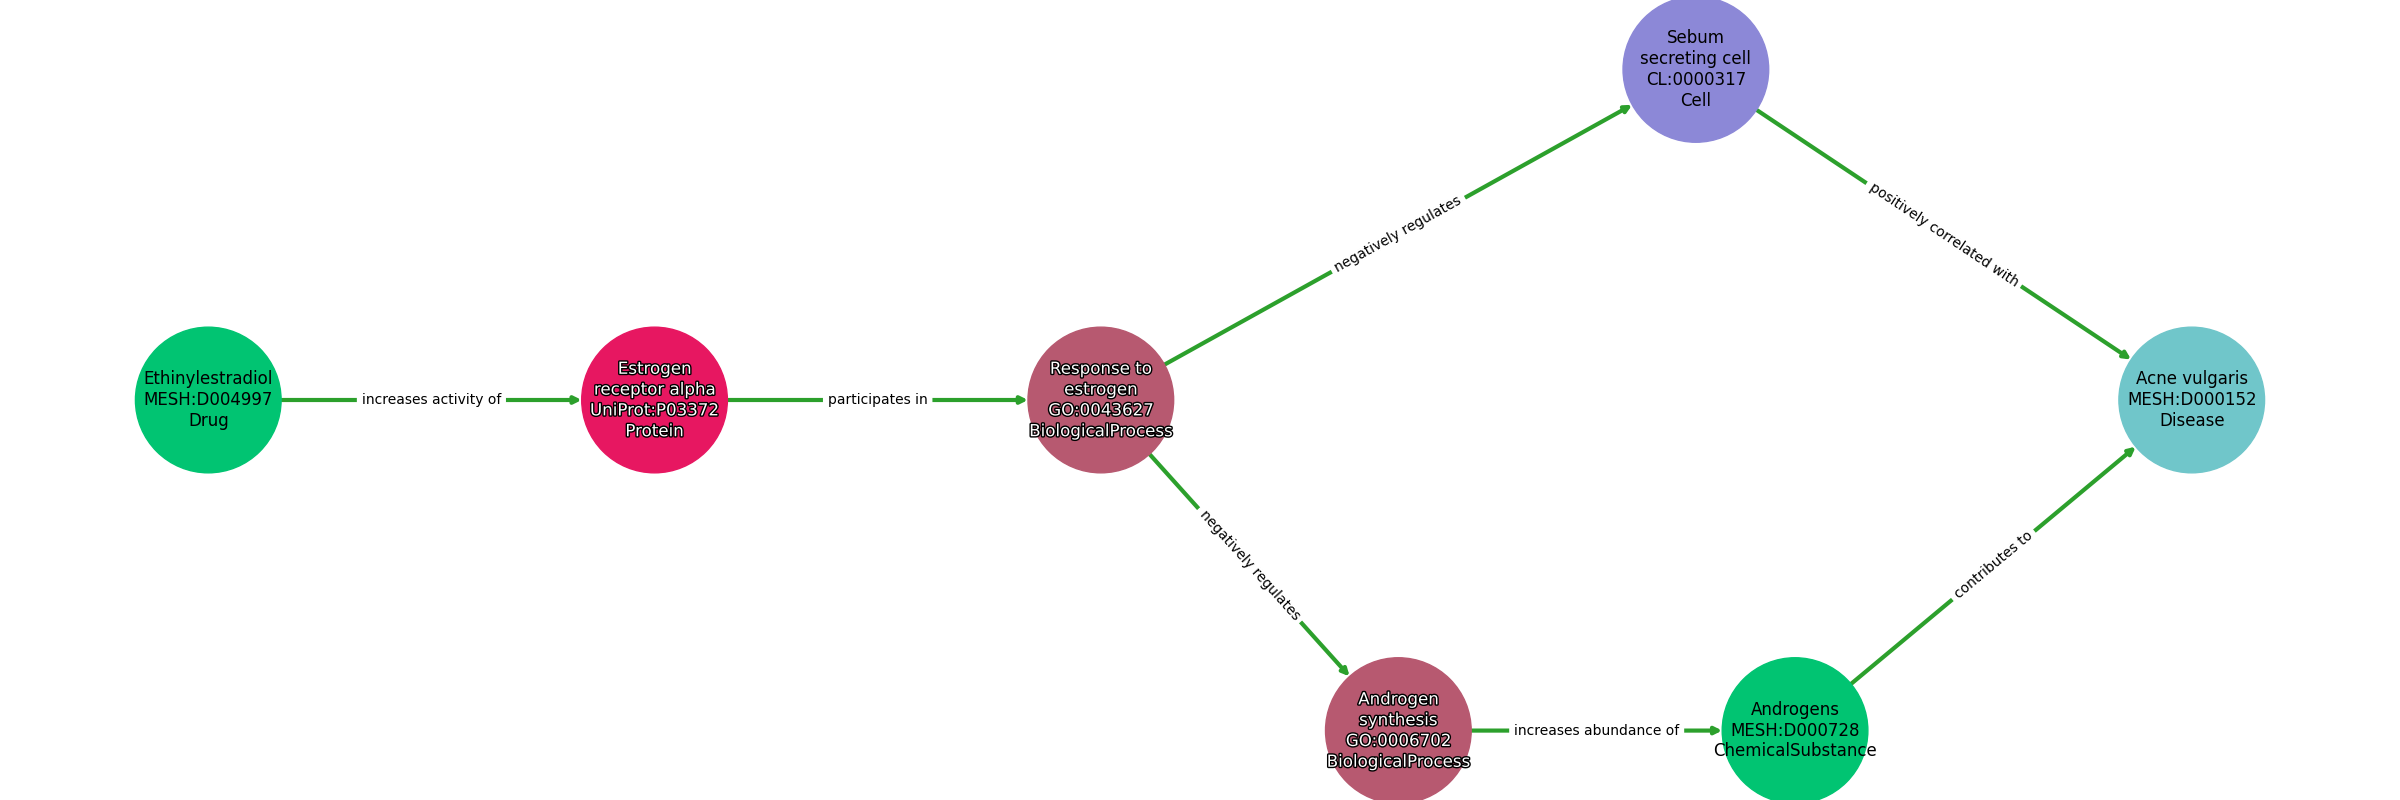 Sebum
secreting cell
CL:0000317
Cell
negatively regulates
positively correlated with
Ethinylestradiol
MESH:D004997
Drug
increases activity of
Estrogen
receptor alpha
UniProt:P03372
Protein
participates in
Response to
estrogen
GO:0043627
BiologicalProcess
Acne vulgaris
MESH:D000152
Disease
negatively regulates
contributes to
Androgen
synthesis
GO:0006702
BiologicalProcess
increases abundance of
Androgens
MESH:D000728
ChemicalSubstance